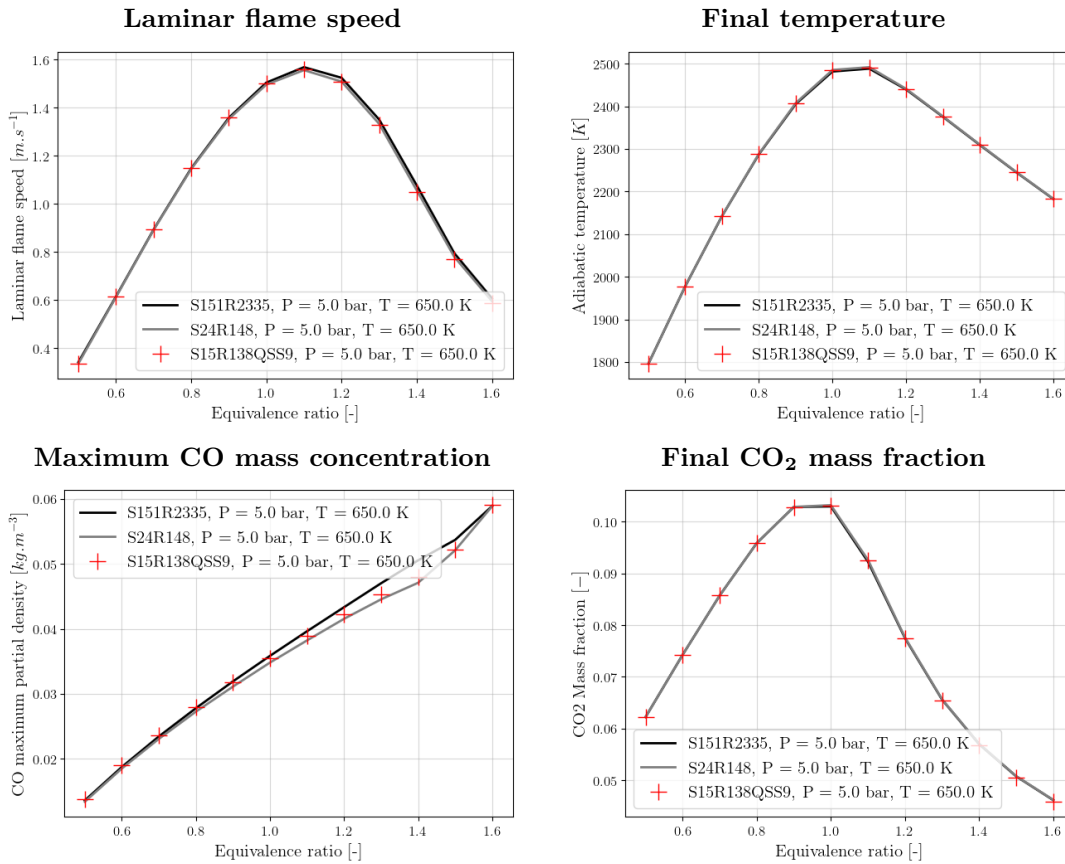 Laminar flame speed
1.6
1.4
1.2
1.0
0.8
0.6
0.4
Laminar flame speed [m.s⁻¹]
S151R2335, P = 5.0 bar, T = 650.0 K
S24R148, P = 5.0 bar, T = 650.0 K
S15R138QSS9, P = 5.0 bar, T = 650.0 K
0.6 0.8 1.0 1.2 1.4 1.6
Equivalence ratio [-]
Final temperature
2500
2400
2300
2200
2100
2000
1900
1800
Adiabatic temperature [K]
S151R2335, P = 5.0 bar, T = 650.0 K
S24R148, P = 5.0 bar, T = 650.0 K
S15R138QSS9, P = 5.0 bar, T = 650.0 K
0.6 0.8 1.0 1.2 1.4 1.6
Equivalence ratio [-]
Maximum CO mass concentration
0.06
0.05
0.04
0.03
0.02
CO maximum partial density [kg.m⁻³]
S151R2335, P = 5.0 bar, T = 650.0 K
S24R148, P = 5.0 bar, T = 650.0 K
S15R138QSS9, P = 5.0 bar, T = 650.0 K
0.6 0.8 1.0 1.2 1.4 1.6
Equivalence ratio [-]
Final CO₂ mass fraction
0.10
0.09
0.08
0.07
0.06
0.05
CO2 Mass fraction [−]
S151R2335, P = 5.0 bar, T = 650.0 K
S24R148, P = 5.0 bar, T = 650.0 K
S15R138QSS9, P = 5.0 bar, T = 650.0 K
0.6 0.8 1.0 1.2 1.4 1.6
Equivalence ratio [-]